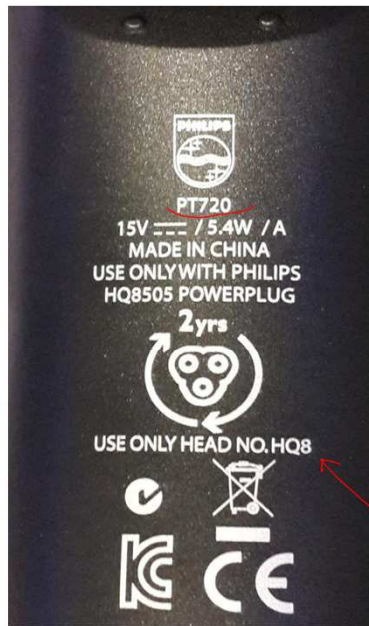 PHILIPS
PT720
15V ⎓ / 5.4W / A
MADE IN CHINA
USE ONLY WITH PHILIPS
HQ8505 POWERPLUG
2yrs
USE ONLY HEAD NO. HQ8
CE